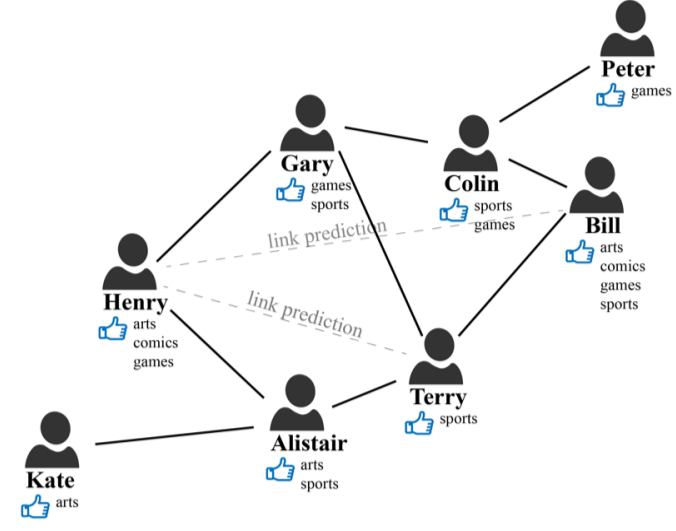 Peter
games
Gary
games
sports
Colin
sports
games
Bill
arts
comics
games
sports
link prediction
link prediction
Henry
arts
comics
games
Terry
sports
Alistair
arts
sports
Kate
arts